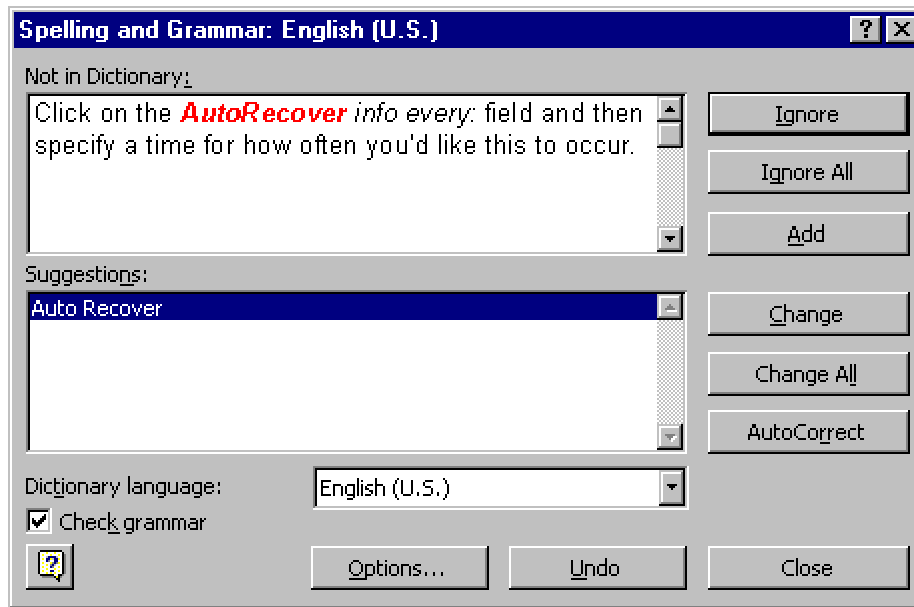 Spelling and Grammar: English (U.S.)
Not in Dictionary:
Click on the AutoRecover info every: field and then
specify a time for how often you'd like this to occur.
Ignore
Ignore All
Add
Suggestions:
Auto Recover
Change
Change All
AutoCorrect
Dictionary language:
English (U.S.)
Check grammar
Options...
Undo
Close